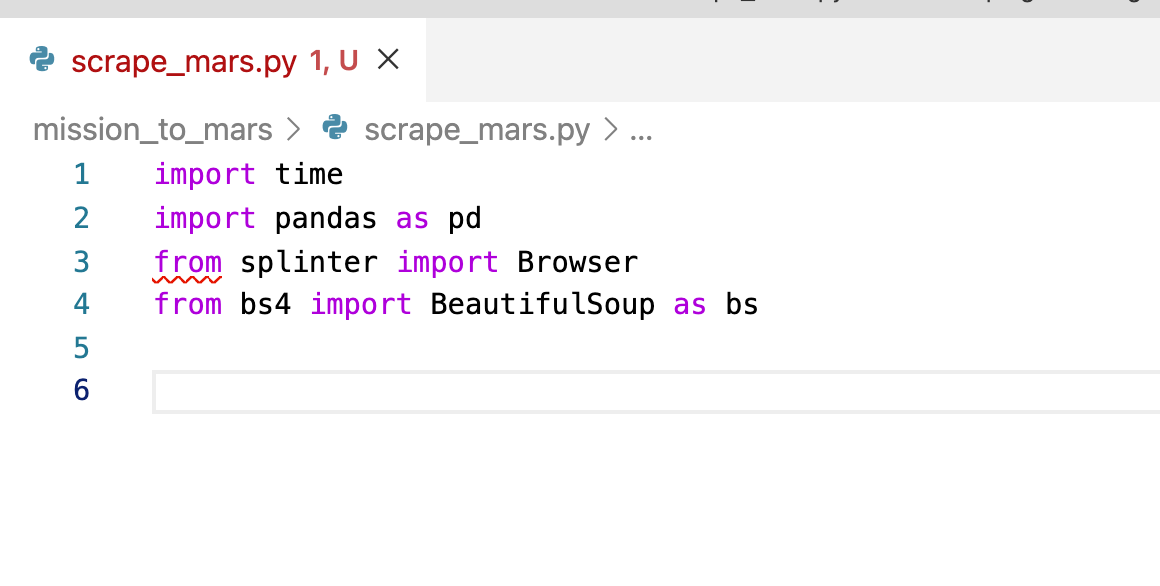 scrape_mars.py 1, U
mission_to_mars > scrape_mars.py > ...
1 import time
2 import pandas as pd
3 from splinter import Browser
4 from bs4 import BeautifulSoup as bs
5
6